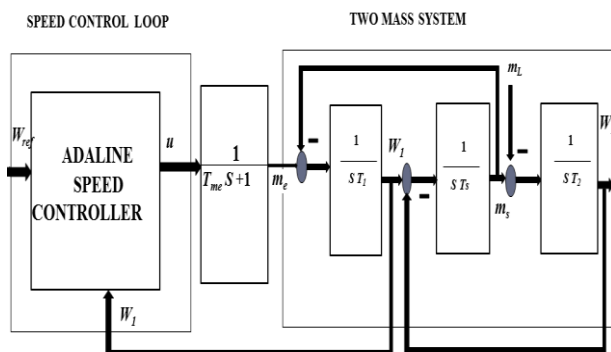 SPEED CONTROL LOOP
TWO MASS SYSTEM
W_ref
ADALINE
SPEED
CONTROLLER
u
1
T_me S+1
m_e
-
1
S T_1
W_1
-
1
S T_s
m_L
-
m_s
1
S T_2
W
W_1